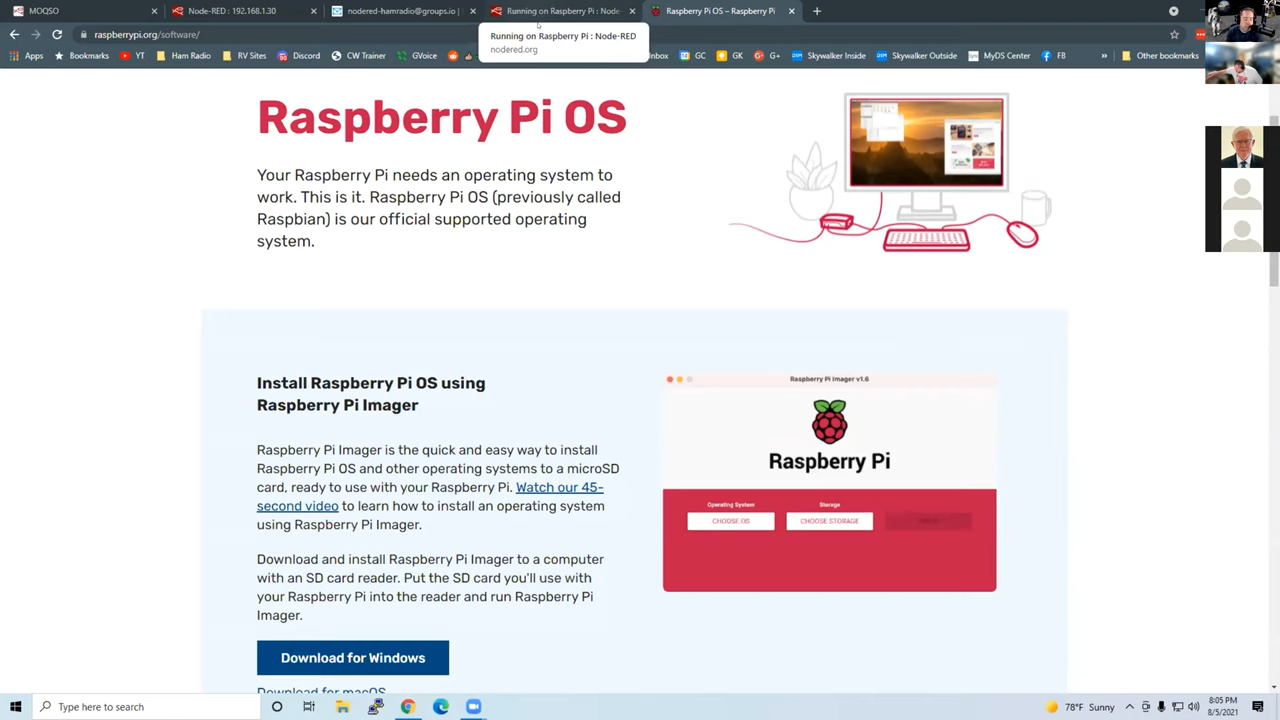 MOQSO
Node-RED : 192.168.1.30
nodered-hamradio@groups.io |
Running on Raspberry Pi : Node-
Raspberry Pi OS – Raspberry Pi
raspberrypi.org/software/
Running on Raspberry Pi : Node-RED
nodered.org
Apps
Bookmarks
YT
Ham Radio
RV Sites
Discord
CW Trainer
GVoice
GC
GK
G+
Skywalker Inside
Skywalker Outside
MyDS Center
FB
»
Other bookmarks
Raspberry Pi OS
Your Raspberry Pi needs an operating system to
work. This is it. Raspberry Pi OS (previously called
Raspbian) is our official supported operating
system.
Install Raspberry Pi OS using
Raspberry Pi Imager
Raspberry Pi Imager is the quick and easy way to install
Raspberry Pi OS and other operating systems to a microSD
card, ready to use with your Raspberry Pi. Watch our 45-
second video to learn how to install an operating system
using Raspberry Pi Imager.
Download and install Raspberry Pi Imager to a computer
with an SD card reader. Put the SD card you'll use with
your Raspberry Pi into the reader and run Raspberry Pi
Imager.
Download for Windows
Download for macOS
Raspberry Pi Imager v1.6
Raspberry Pi
Operating System
Storage
CHOOSE OS
CHOOSE STORAGE
Type here to search
78°F Sunny
8:05 PM
8/5/2021